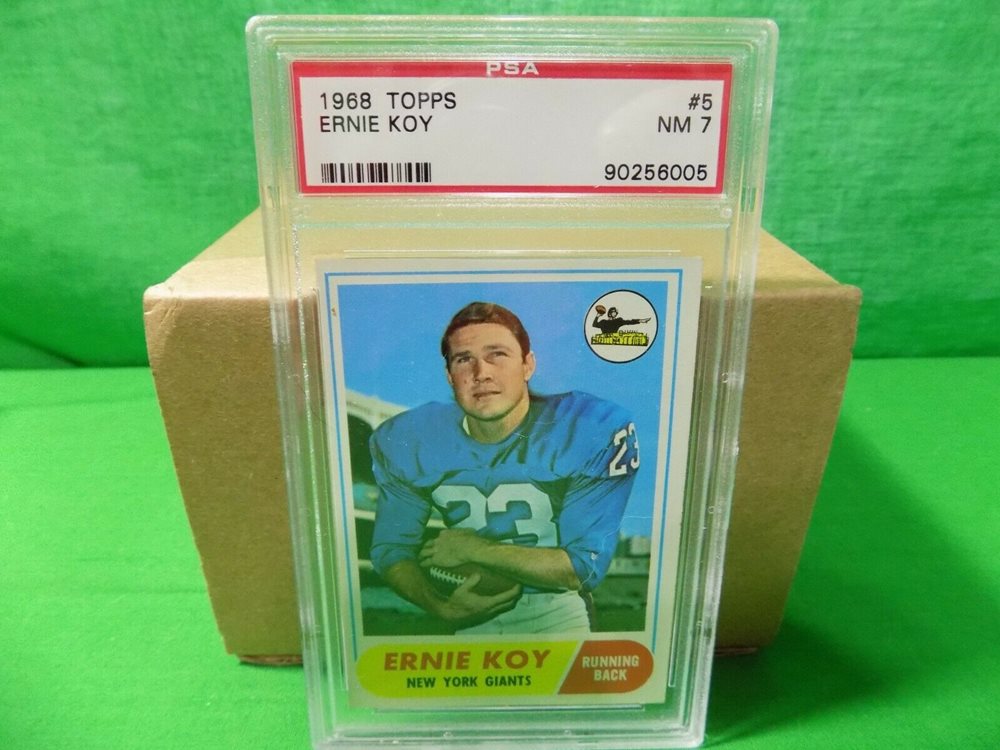 PSA
1968 TOPPS #5
ERNIE KOY NM 7
90256005
23
23
ERNIE KOY
NEW YORK GIANTS
RUNNING
BACK